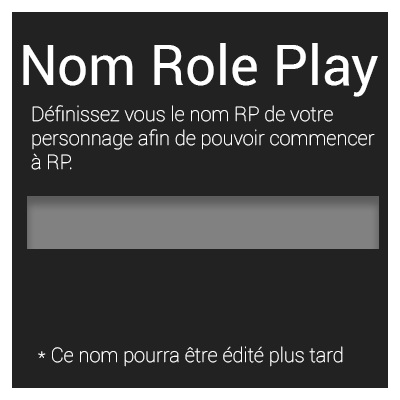 Nom Role Play
Définissez vous le nom RP de votre
personnage afin de pouvoir commencer
à RP.
* Ce nom pourra être édité plus tard